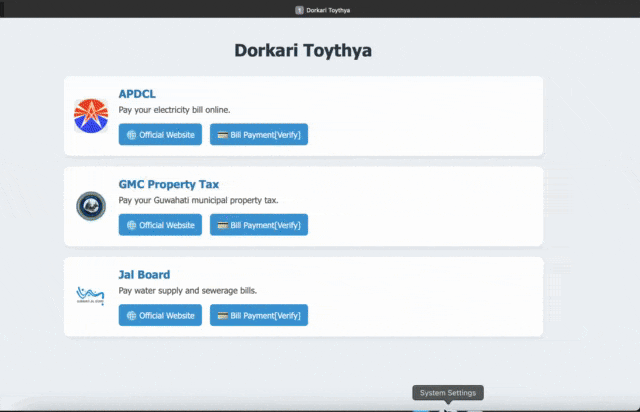 1 Dorkari Toythya
Dorkari Toythya
APDCL
Pay your electricity bill online.
Official Website
Bill Payment[Verify]
GMC Property Tax
Pay your Guwahati municipal property tax.
Official Website
Bill Payment[Verify]
Jal Board
Pay water supply and sewerage bills.
Official Website
Bill Payment[Verify]
System Settings